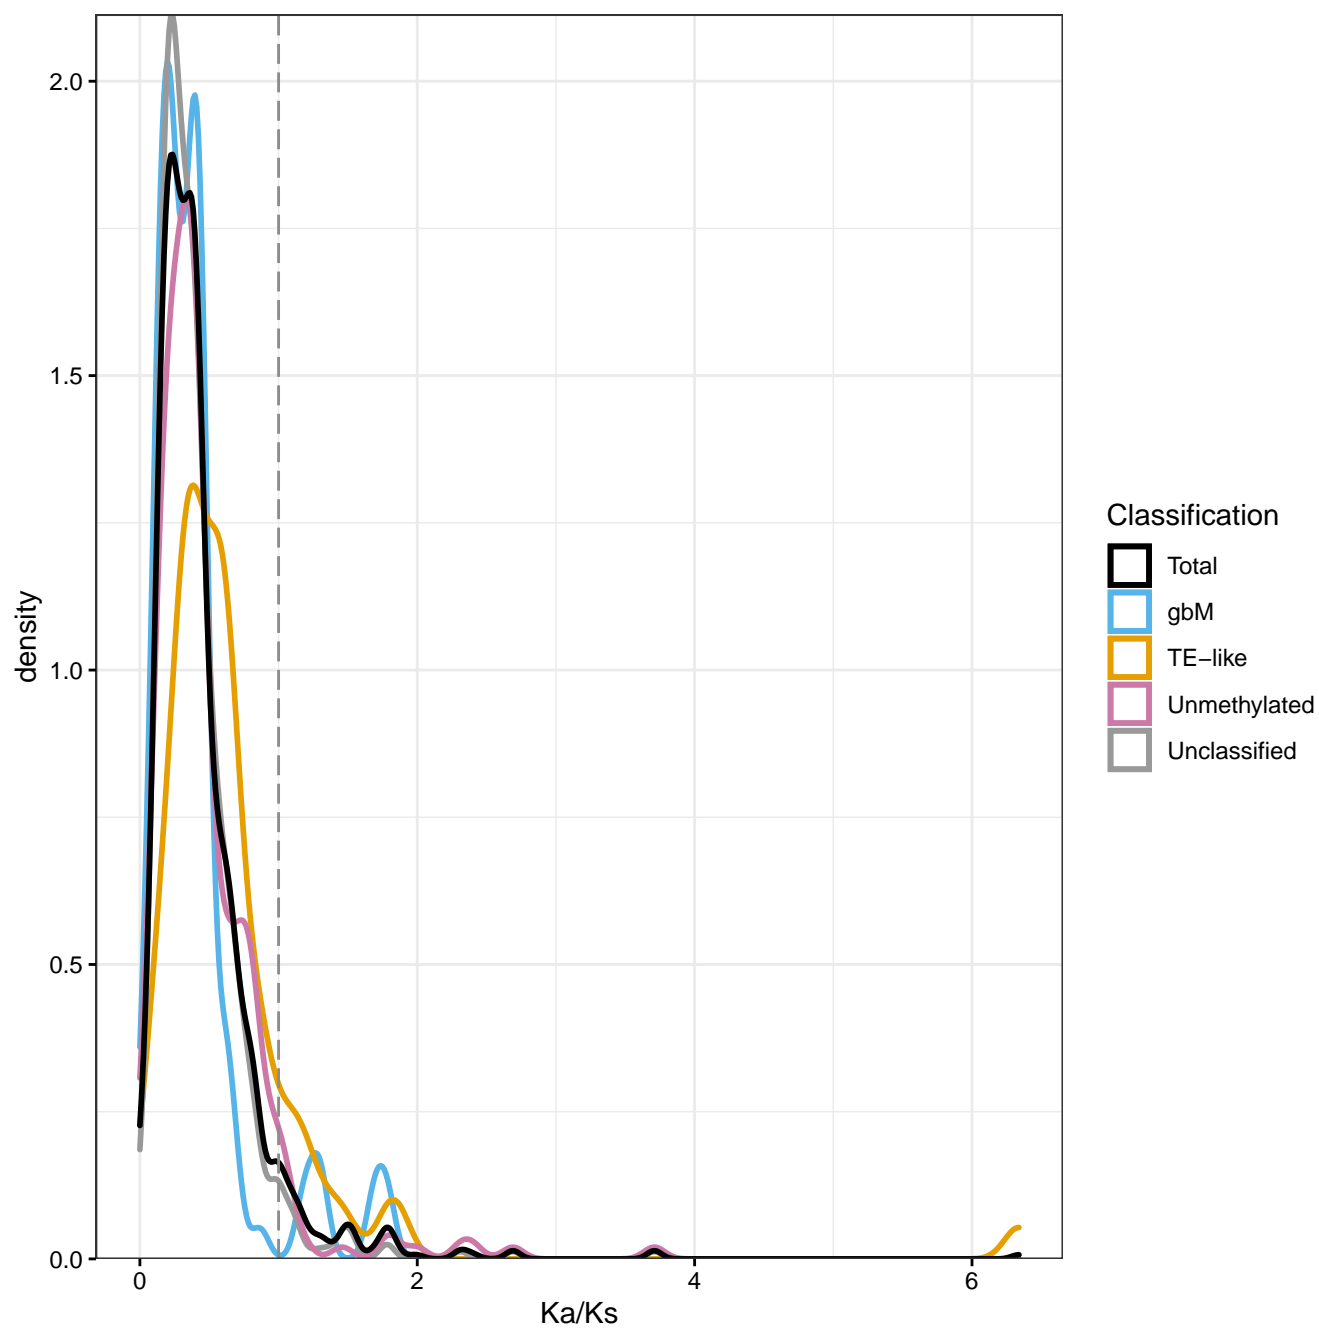 2.0
1.5
1.0
0.5
0.0
density
0
2
4
6
Ka/Ks
Classification
Total
gbM
TE−like
Unmethylated
Unclassified